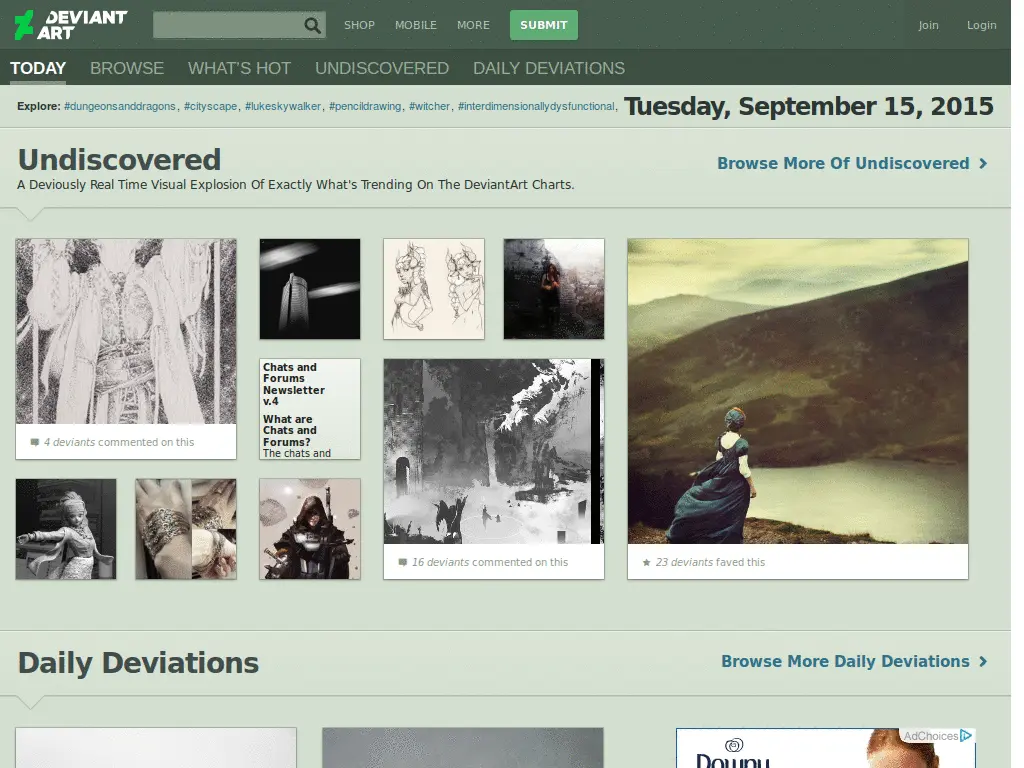 DEVIANT ART
SHOP MOBILE MORE SUBMIT Join Login
TODAY BROWSE WHAT'S HOT UNDISCOVERED DAILY DEVIATIONS
Explore: #dungeonsanddragons, #cityscape, #lukeskywalker, #pencildrawing, #witcher, #interdimensionallydysfunctional, Tuesday, September 15, 2015
Undiscovered
Browse More Of Undiscovered
A Deviously Real Time Visual Explosion Of Exactly What's Trending On The DeviantArt Charts.
Chats and
Forums
Newsletter
v.4
What are
Chats and
Forums?
The chats and
4 deviants commented on this
16 deviants commented on this
23 deviants faved this
Daily Deviations
Browse More Daily Deviations
AdChoices
Downy